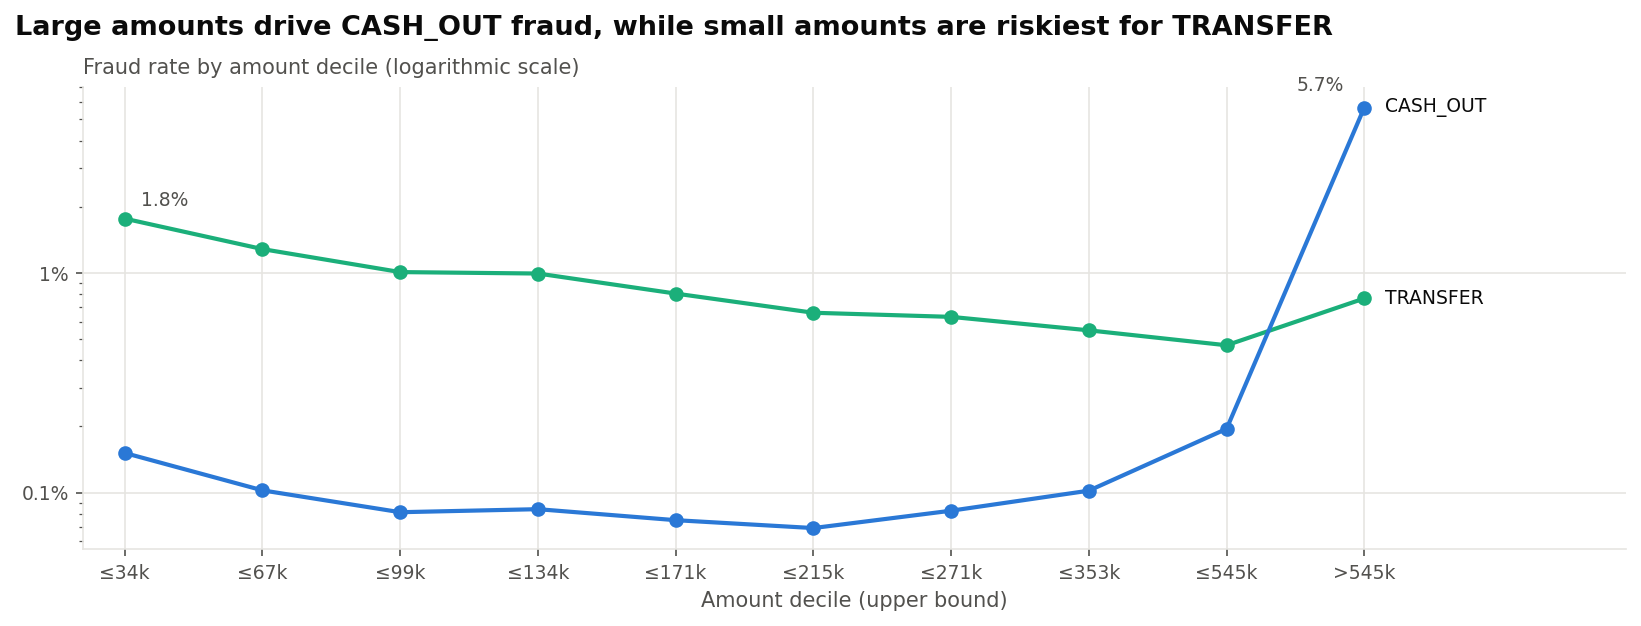 Large amounts drive CASH_OUT fraud, while small amounts are riskiest for TRANSFER
Fraud rate by amount decile (logarithmic scale)
5.7%
CASH_OUT
1.8%
1%
TRANSFER
0.1%
≤34k ≤67k ≤99k ≤134k ≤171k ≤215k ≤271k ≤353k ≤545k >545k
Amount decile (upper bound)